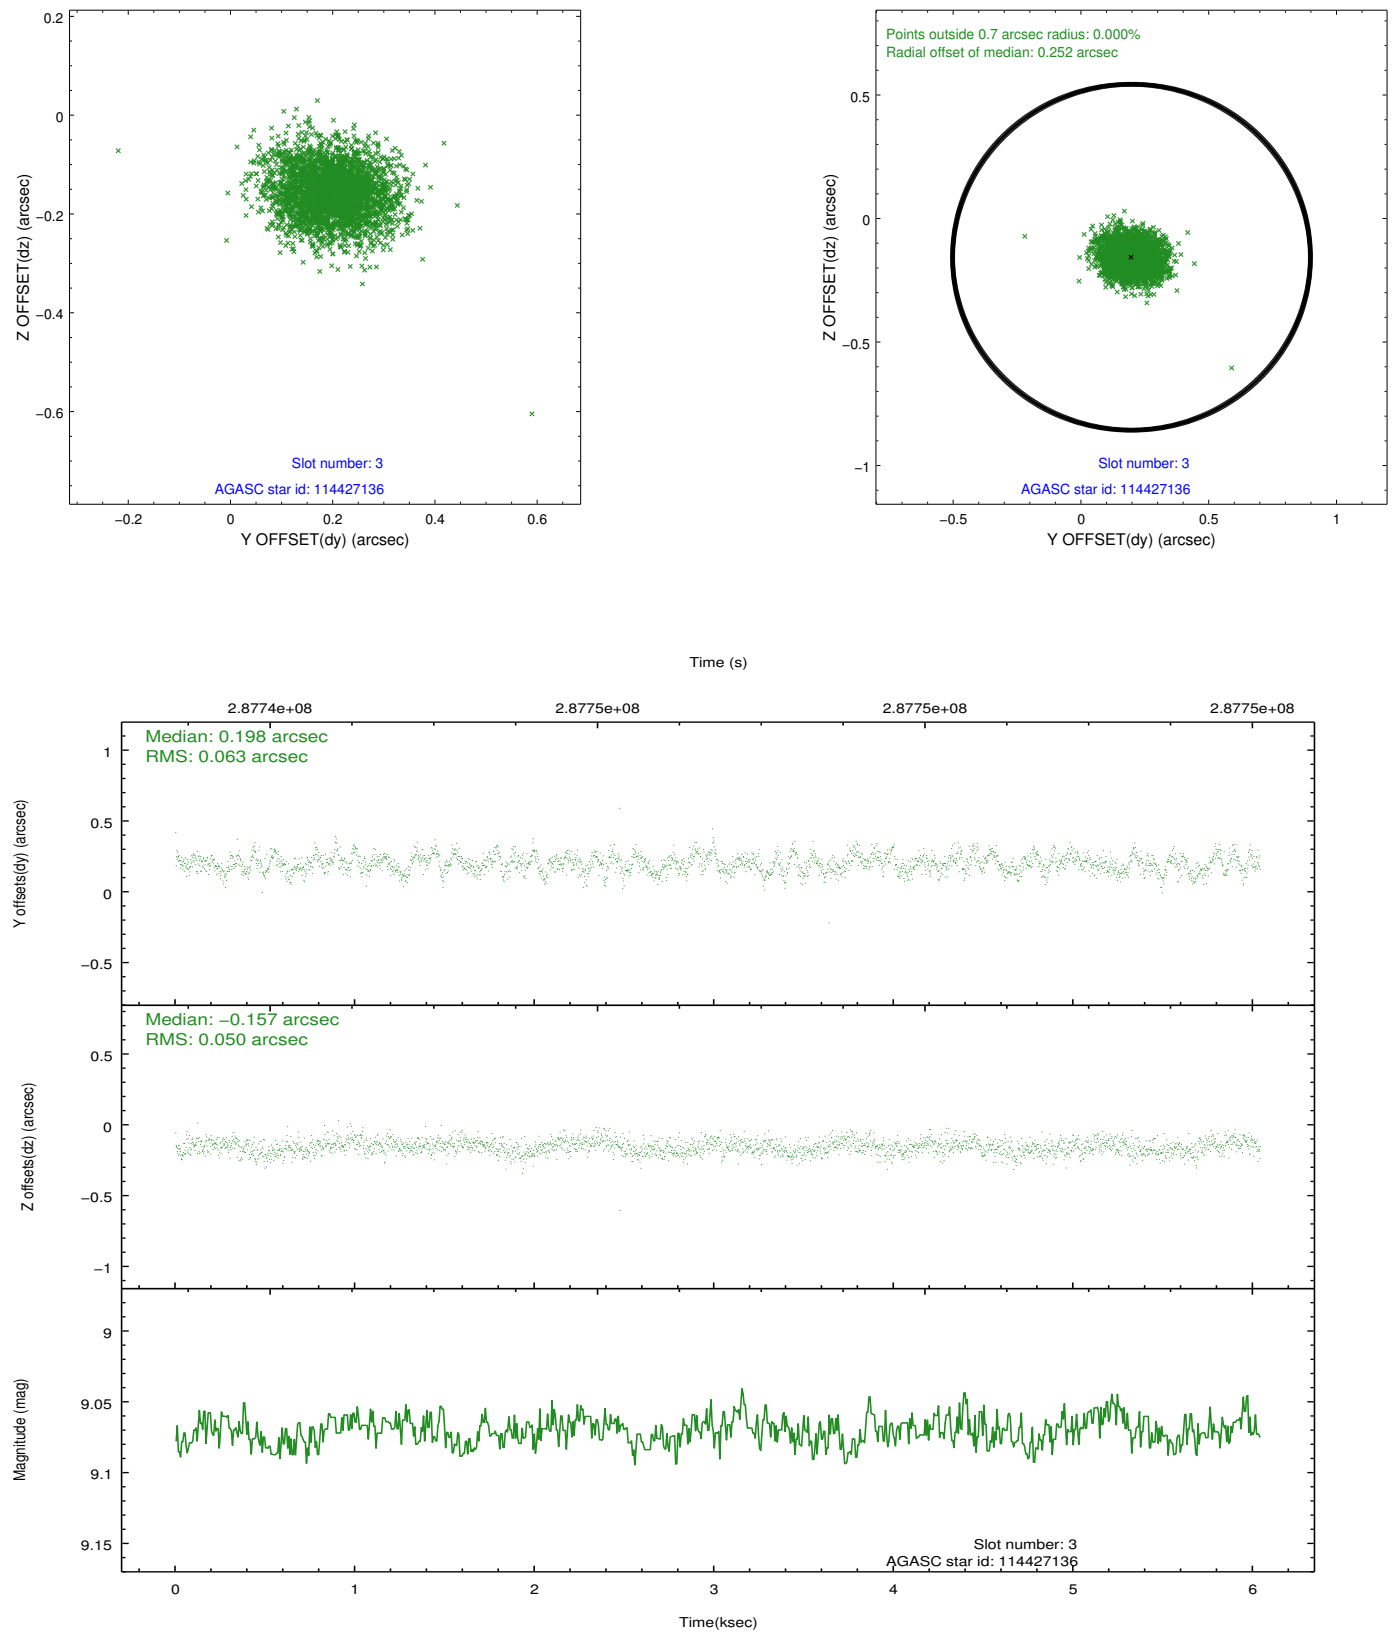 0.2
0
−0.2
−0.4
−0.6
Z OFFSET(dz) (arcsec)
Slot number: 3
AGASC star id: 114427136
−0.2 0 0.2 0.4 0.6
Y OFFSET(dy) (arcsec)
Points outside 0.7 arcsec radius: 0.000%
Radial offset of median: 0.252 arcsec
0.5
0
−0.5
−1
Z OFFSET(dz) (arcsec)
Slot number: 3
AGASC star id: 114427136
−0.5 0 0.5 1
Y OFFSET(dy) (arcsec)
Time (s)
2.8774e+08 2.8775e+08 2.8775e+08 2.8775e+08
Median: 0.198 arcsec
RMS: 0.063 arcsec
1
0.5
0
−0.5
Y offsets(dy) (arcsec)
Median: −0.157 arcsec
RMS: 0.050 arcsec
0.5
0
−0.5
−1
Z offsets(dz) (arcsec)
9
9.05
9.1
9.15
Magnitude (mag)
Slot number: 3
AGASC star id: 114427136
0 1 2 3 4 5 6
Time(ksec)